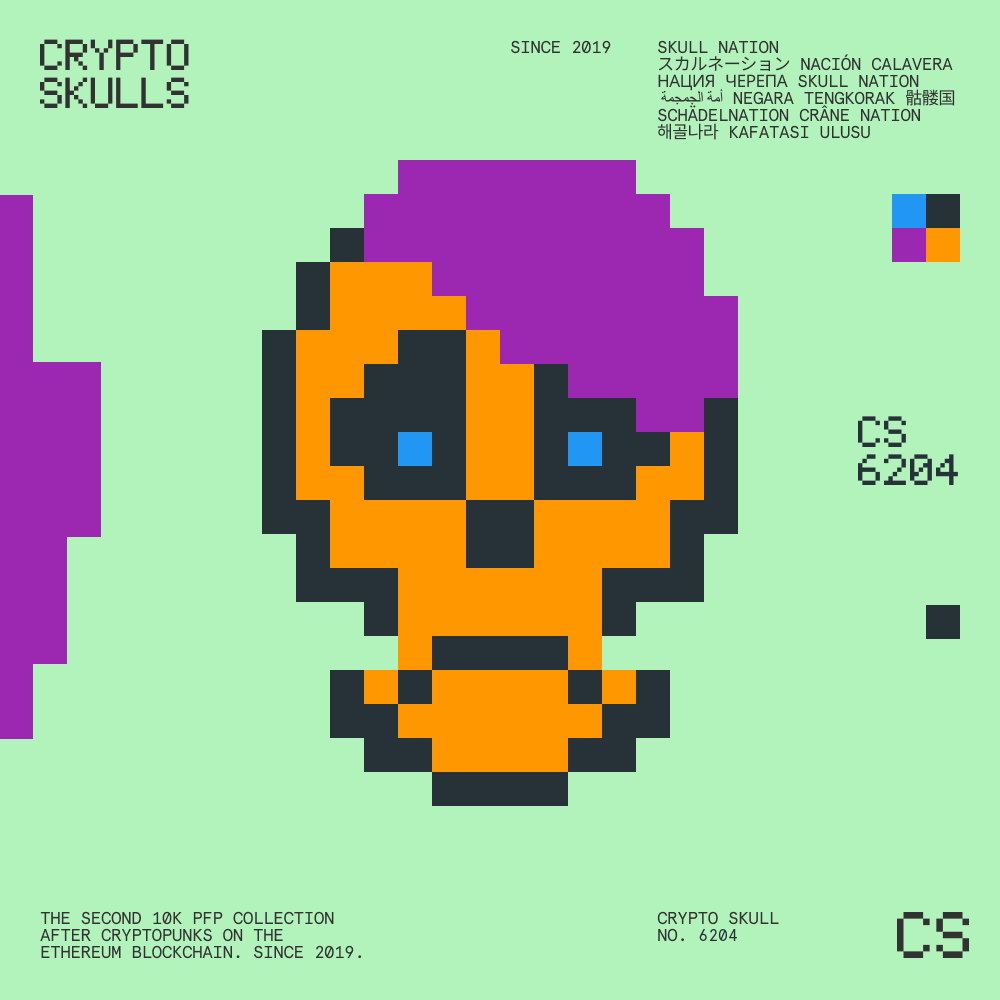 CRYPTO
SKULLS
SINCE 2019
SKULL NATION
スカルネーション NACIÓN CALAVERA
НАЦИЯ ЧЕРЕПА SKULL NATION
أمة الجمجمة NEGARA TENGKORAK 骷髅国
SCHÄDELNATION CRÂNE NATION
해골나라 KAFATASI ULUSU
CS
6204
THE SECOND 10K PFP COLLECTION
AFTER CRYPTOPUNKS ON THE
ETHEREUM BLOCKCHAIN. SINCE 2019.
CRYPTO SKULL
NO. 6204
CS